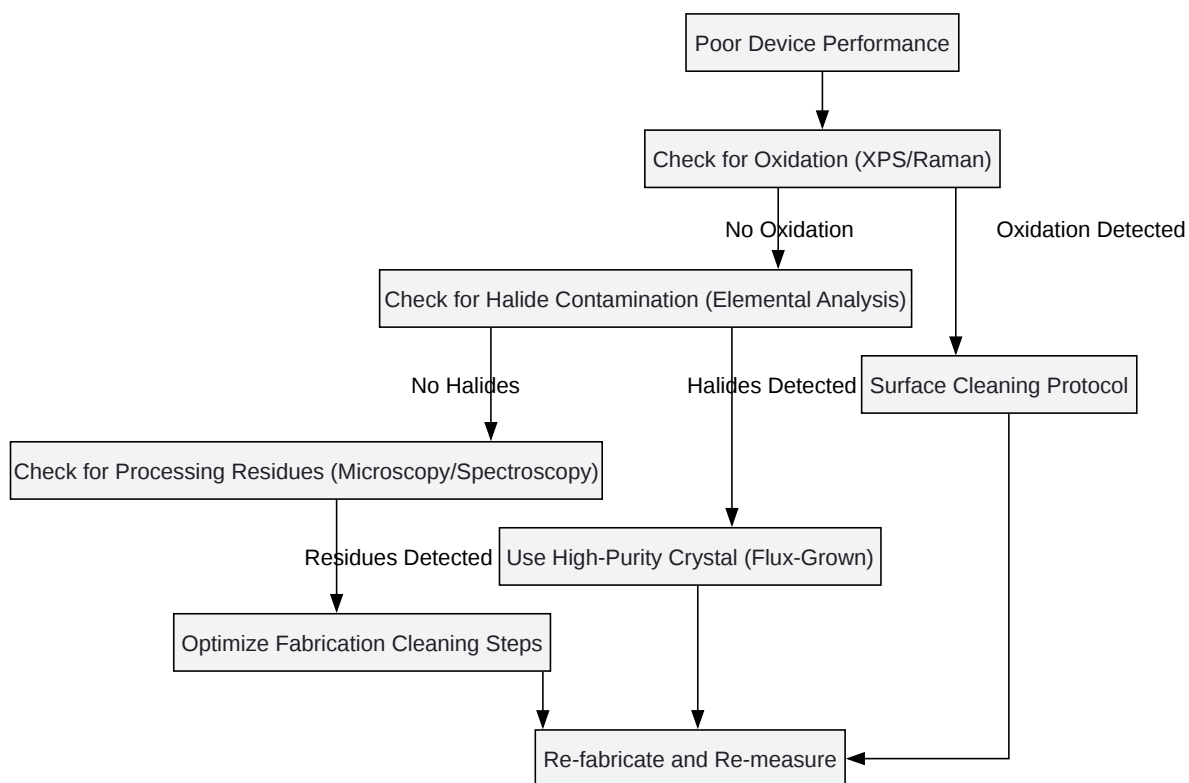 Poor Device Performance
Check for Oxidation (XPS/Raman)
No Oxidation
Oxidation Detected
Check for Halide Contamination (Elemental Analysis)
No Halides
Halides Detected
Surface Cleaning Protocol
Check for Processing Residues (Microscopy/Spectroscopy)
Residues Detected
Use High-Purity Crystal (Flux-Grown)
Optimize Fabrication Cleaning Steps
Re-fabricate and Re-measure